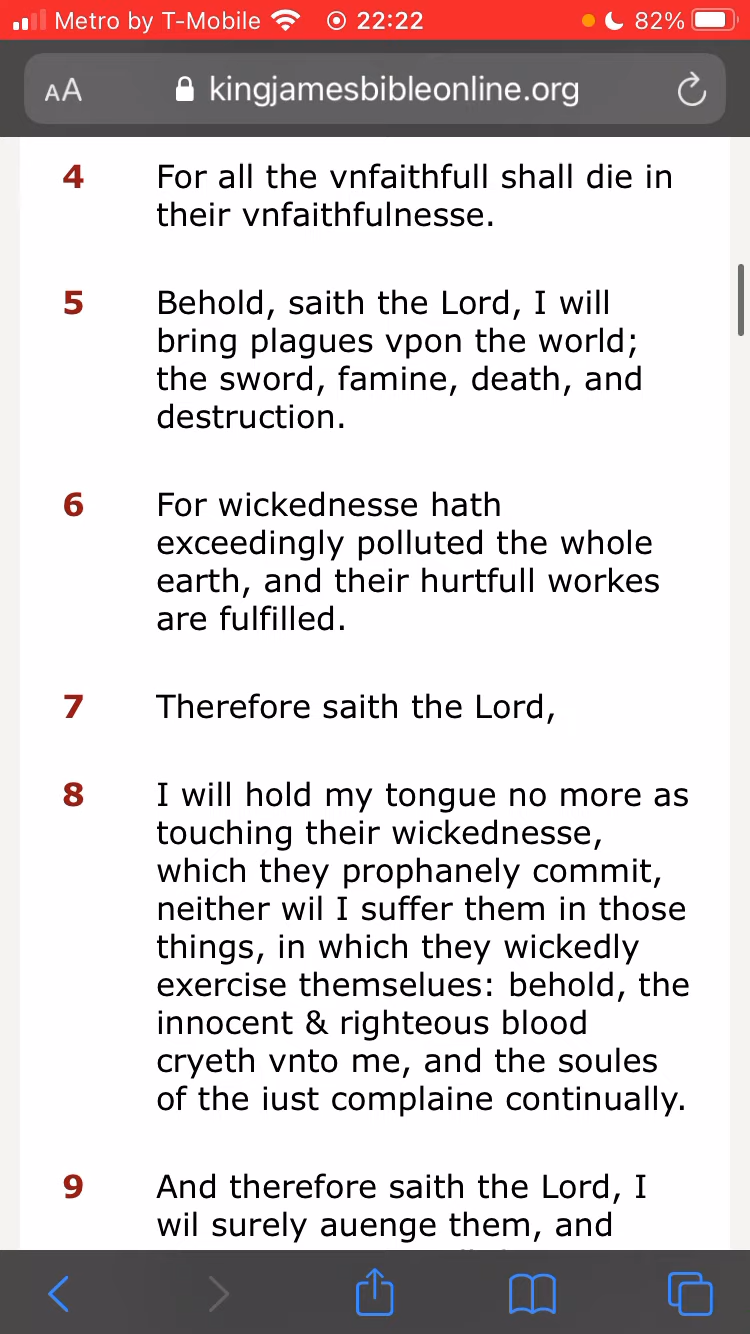 Metro by T-Mobile 22:22 82%
AA kingjamesbibleonline.org
4 For all the vnfaithfull shall die in
their vnfaithfulnesse.
5 Behold, saith the Lord, I will
bring plagues vpon the world;
the sword, famine, death, and
destruction.
6 For wickednesse hath
exceedingly polluted the whole
earth, and their hurtfull workes
are fulfilled.
7 Therefore saith the Lord,
8 I will hold my tongue no more as
touching their wickednesse,
which they prophanely commit,
neither wil I suffer them in those
things, in which they wickedly
exercise themselues: behold, the
innocent & righteous blood
cryeth vnto me, and the soules
of the iust complaine continually.
9 And therefore saith the Lord, I
wil surely auenge them, and